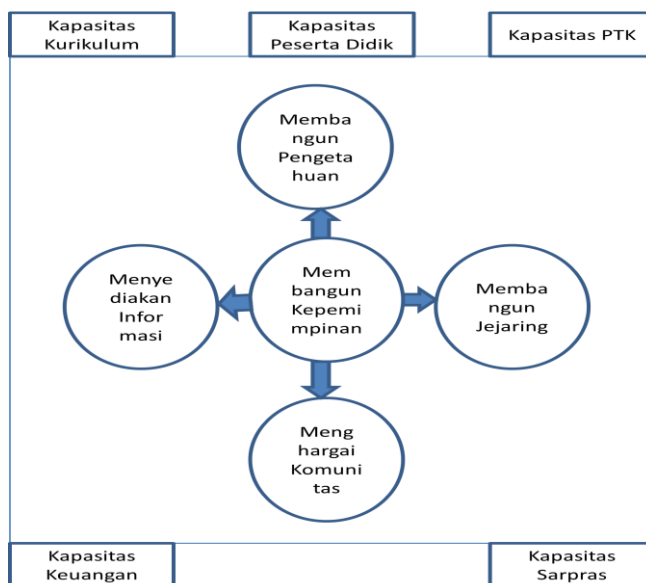 Kapasitas
Kurikulum
Kapasitas
Peserta Didik
Kapasitas PTK
Memba
ngun
Pengeta
huan
Menye
diakan
Infor
masi
Mem
bangun
Kepemi
mpinan
Memba
ngun
Jejaring
Meng
hargai
Komuni
tas
Kapasitas
Keuangan
Kapasitas
Sarpras